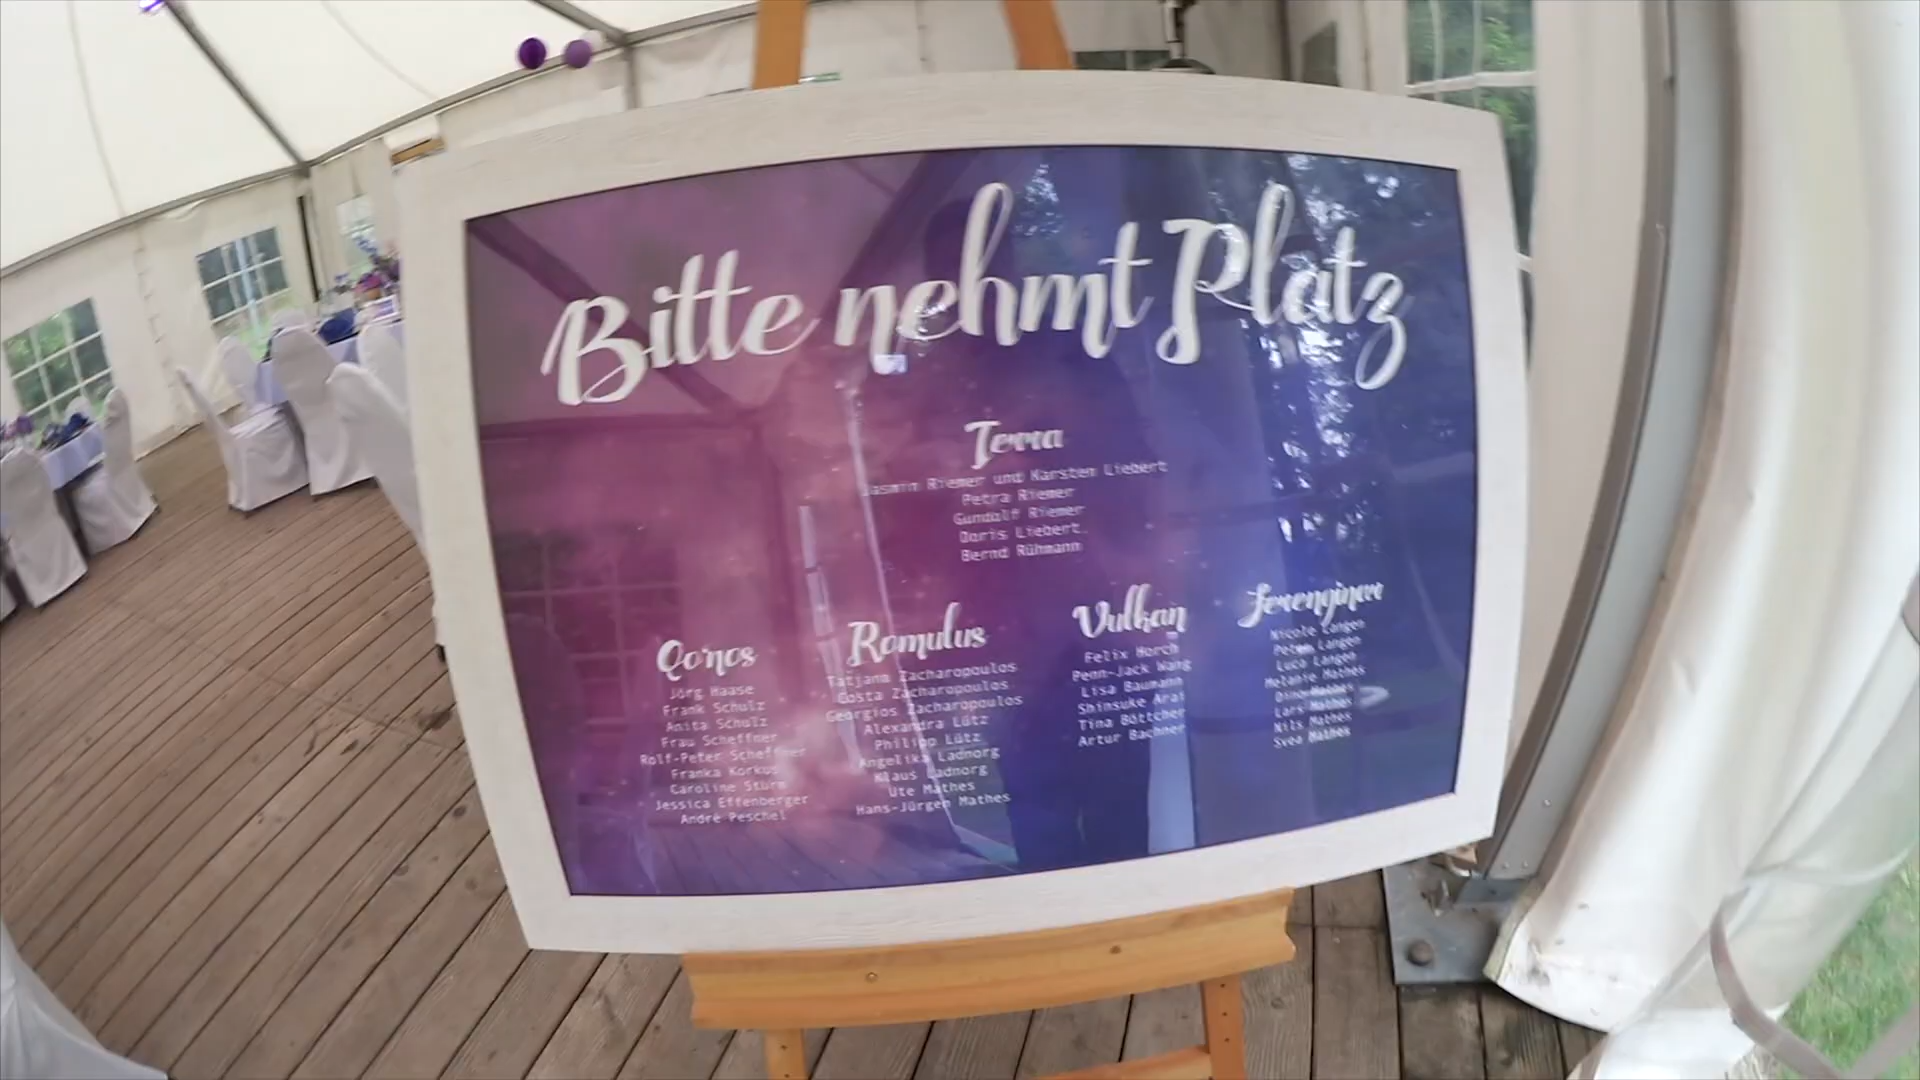 Bitte nehmt Platz
Terra
Jasmin Riemer und Karsten Liebert
Petra Riemer
Gundolf Riemer
Doris Liebert
Bernd Rühmann
Qo'nos
Jörg Haase
Frank Schulz
Anita Schulz
Frau Scheffner
Rolf-Peter Scheffner
Franka Korkus
Caroline Sturm
Jessica Effenberger
André Peschel
Romulus
Tatjana Zacharopoulos
Costa Zacharopoulos
Georgios Zacharopoulos
Alexandra Lütz
Philipp Lütz
Angelika Ladnorg
Klaus Ladnorg
Ute Mathes
Hans-Jürgen Mathes
Vulkan
Felix Horch
Penn-Jack Wang
Lisa Baumann
Shinsuke Arai
Tina Böttcher
Artur Bachner
Ferenginar
Nicole Langen
Peter Langen
Luca Langen
Melanie Mathes
Dino Mathes
Lars Mathes
Nils Mathes
Svea Mathes